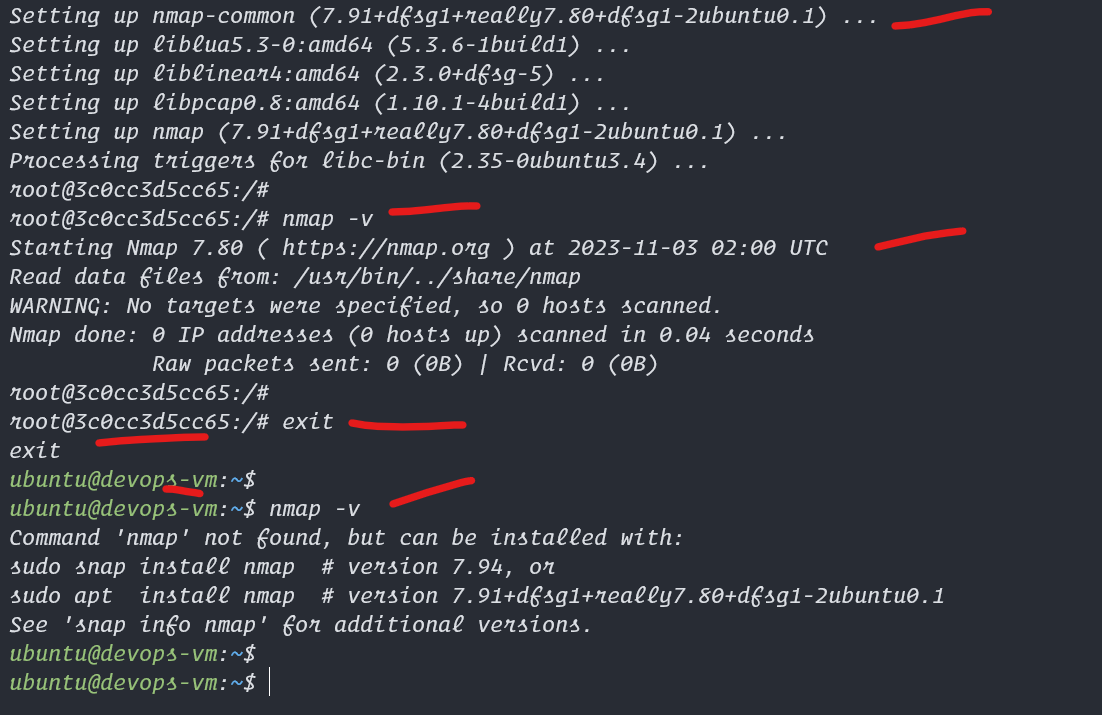 Setting up nmap-common (7.91+dfsg1+really7.80+dfsg1-2ubuntu0.1) ...
Setting up liblua5.3-0:amd64 (5.3.6-1build1) ...
Setting up liblinear4:amd64 (2.3.0+dfsg-5) ...
Setting up libpcap0.8:amd64 (1.10.1-4build1) ...
Setting up nmap (7.91+dfsg1+really7.80+dfsg1-2ubuntu0.1) ...
Processing triggers for libc-bin (2.35-0ubuntu3.4) ...
root@3c0cc3d5cc65:/#
root@3c0cc3d5cc65:/# nmap -v
Starting Nmap 7.80 ( https://nmap.org ) at 2023-11-03 02:00 UTC
Read data files from: /usr/bin/../share/nmap
WARNING: No targets were specified, so 0 hosts scanned.
Nmap done: 0 IP addresses (0 hosts up) scanned in 0.04 seconds
           Raw packets sent: 0 (0B) | Rcvd: 0 (0B)
root@3c0cc3d5cc65:/#
root@3c0cc3d5cc65:/# exit
exit
ubuntu@devops-vm:~$
ubuntu@devops-vm:~$ nmap -v
Command 'nmap' not found, but can be installed with:
sudo snap install nmap  # version 7.94, or
sudo apt  install nmap  # version 7.91+dfsg1+really7.80+dfsg1-2ubuntu0.1
See 'snap info nmap' for additional versions.
ubuntu@devops-vm:~$
ubuntu@devops-vm:~$